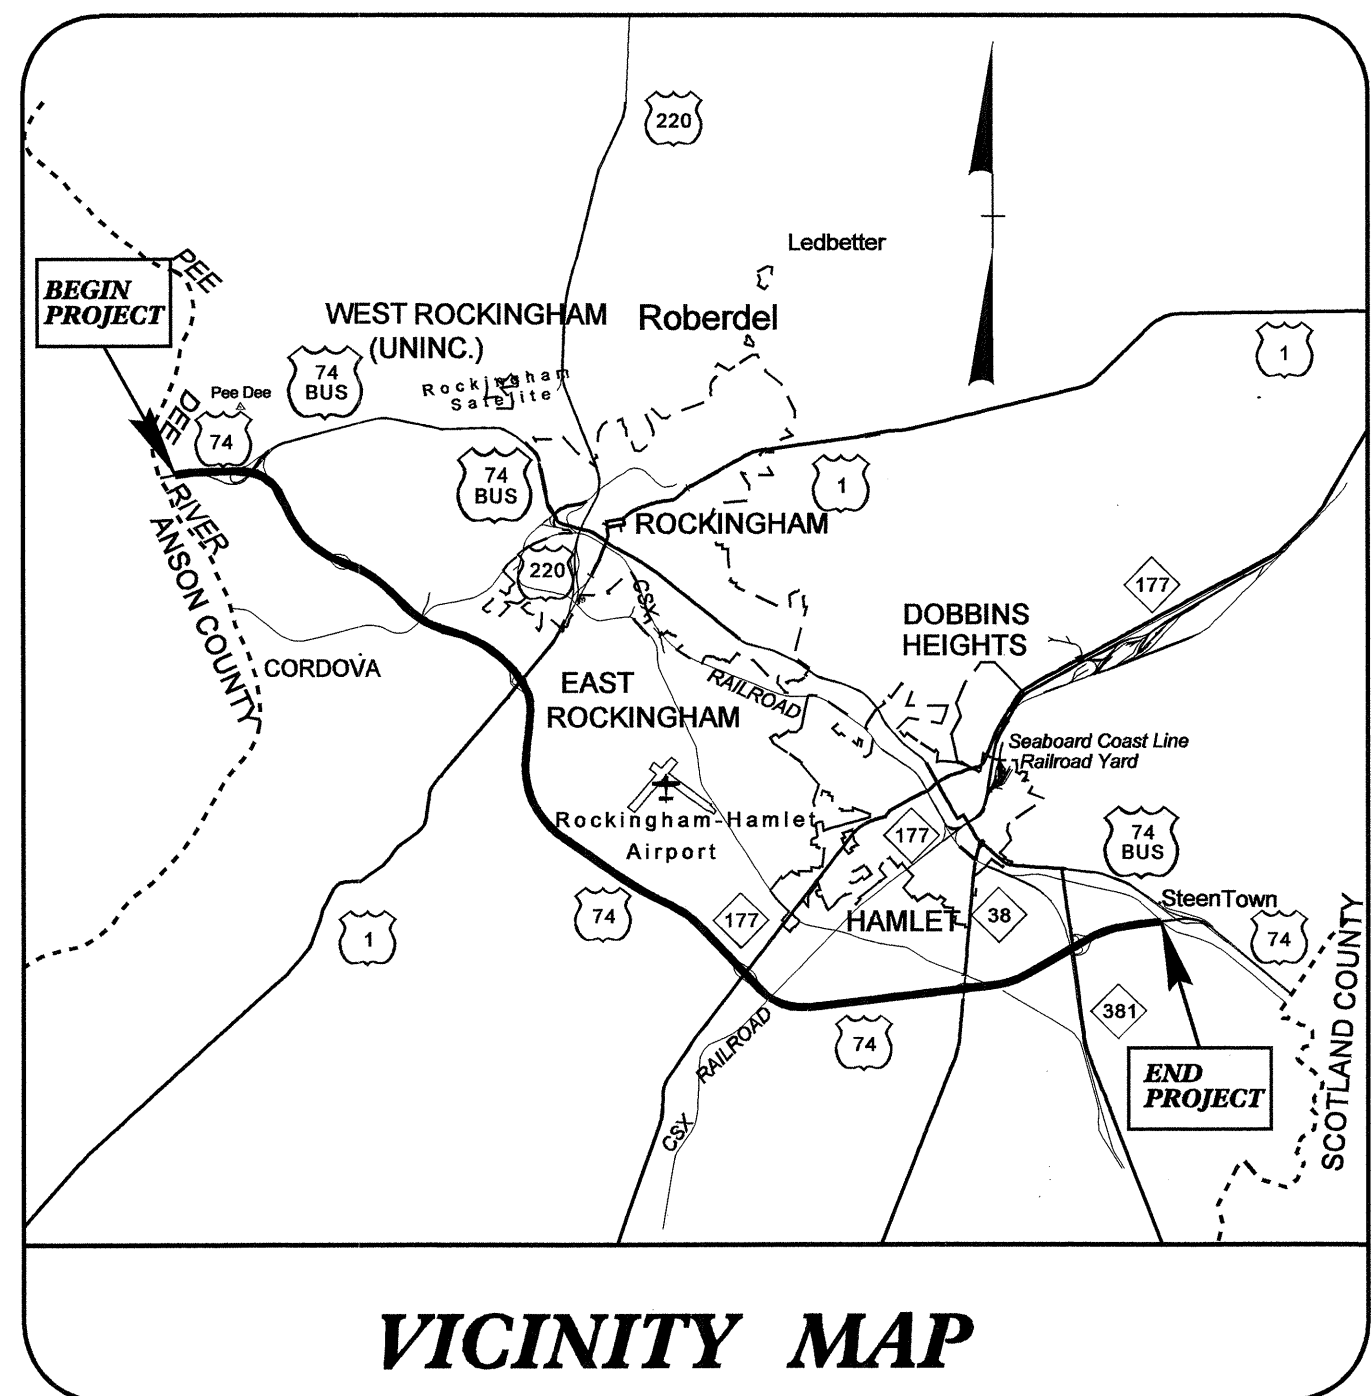 220
Ledbetter
PEE
BEGIN
PROJECT
WEST ROCKINGHAM
(UNINC.)
Roberdel
1
74
BUS
Rockingham
Satelite
Pee Dee
DEE
74
74
BUS
1
RIVER
ROCKINGHAM
ANSON COUNTY
220
CSX
177
DOBBINS
HEIGHTS
CORDOVA
EAST
ROCKINGHAM
RAILROAD
Seaboard Coast Line
Railroad Yard
Rockingham-Hamlet
Airport
177
74
BUS
SteenTown
74
177
HAMLET
38
1
74
SCOTLAND COUNTY
381
74
RAILROAD
CSX
END
PROJECT
VICINITY MAP